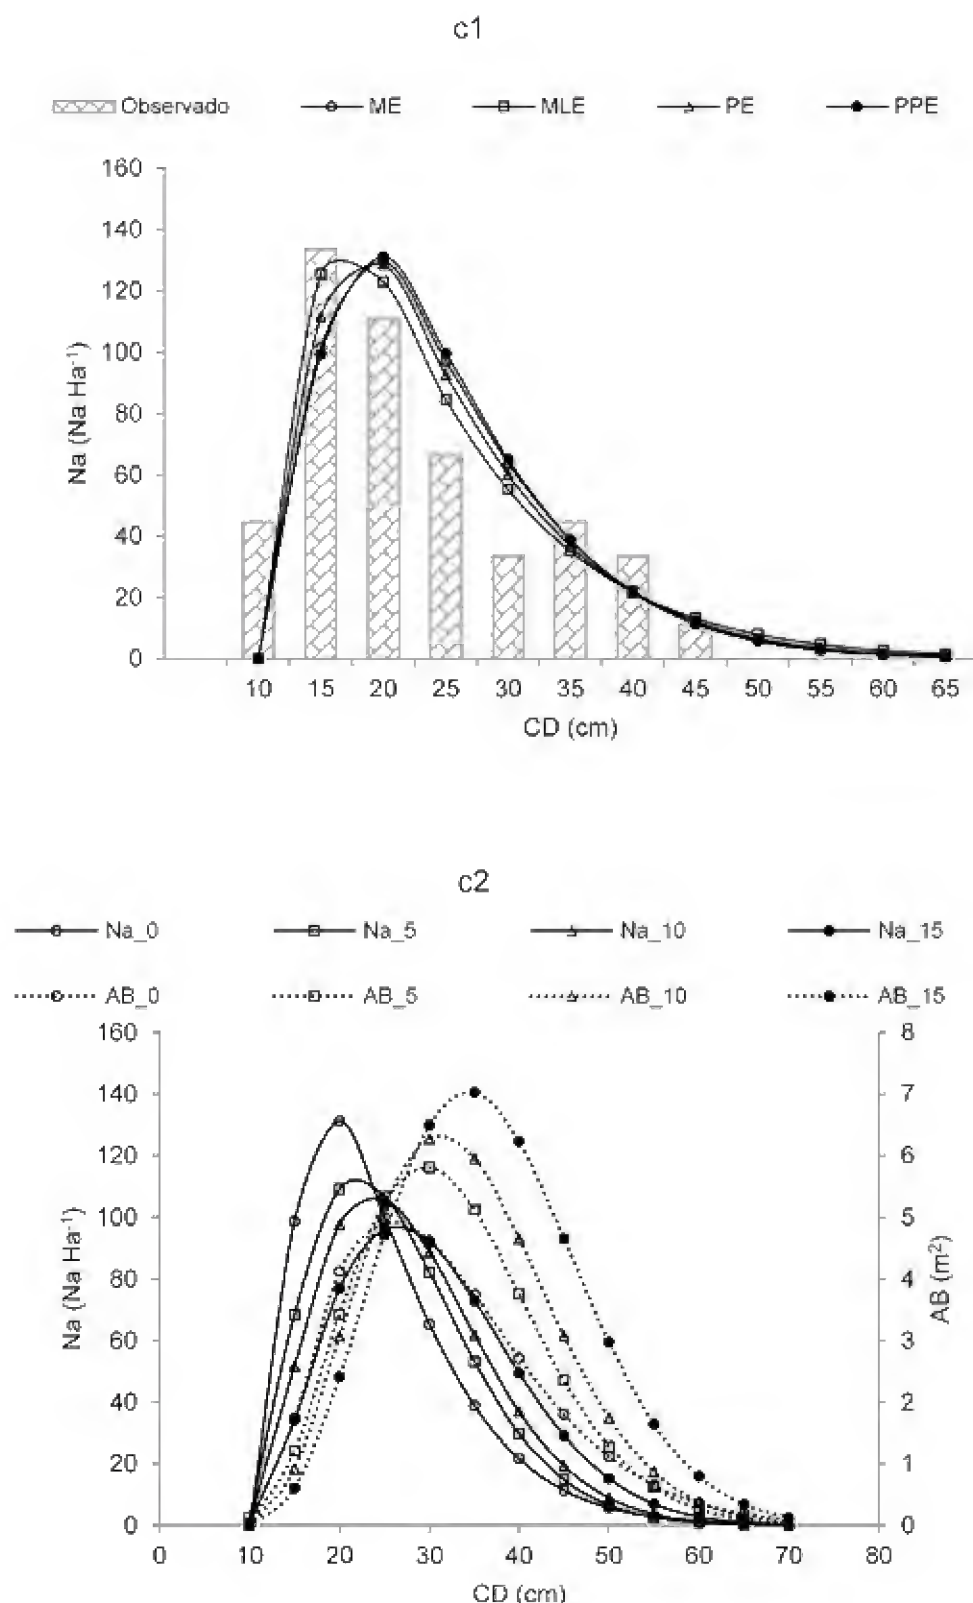 c1
Observado ME MLE PE PPE
160
140
120
100
80
60
40
20
0
Na (Na Ha⁻¹)
10 15 20 25 30 35 40 45 50 55 60 65
CD (cm)
c2
Na_0 Na_5 Na_10 Na_15
AB_0 AB_5 AB_10 AB_15
160 8
140 7
120 6
100 5
80 4
60 3
40 2
20 1
0 0
Na (Na Ha⁻¹)
AB (m²)
0 10 20 30 40 50 60 70 80
CD (cm)